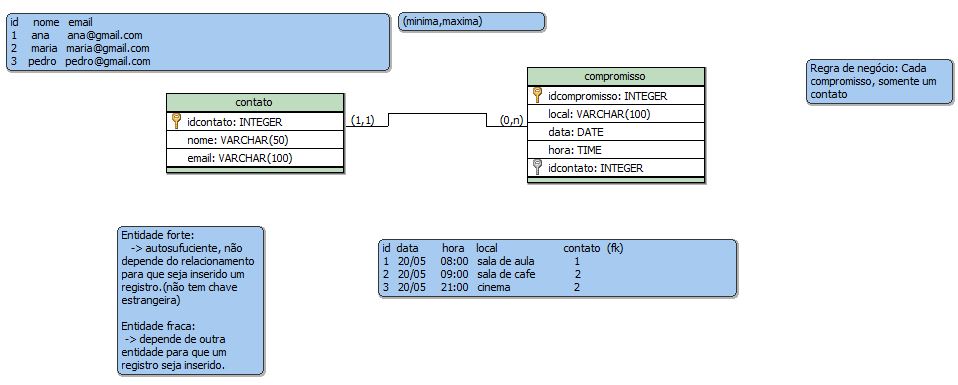 id nome email
1 ana ana@gmail.com
2 maria maria@gmail.com
3 pedro pedro@gmail.com
(minima,maxima)
Regra de negócio: Cada
compromisso, somente um
contato
contato
idcontato: INTEGER
nome: VARCHAR(50)
email: VARCHAR(100)
(1,1)
(0,n)
compromisso
idcompromisso: INTEGER
local: VARCHAR(100)
data: DATE
hora: TIME
idcontato: INTEGER
Entidade forte:
-> autosufuciente, não
depende do relacionamento
para que seja inserido um
registro.(não tem chave
estrangeira)
Entidade fraca:
-> depende de outra
entidade para que um
registro seja inserido.
id data hora local contato (fk)
1 20/05 08:00 sala de aula 1
2 20/05 09:00 sala de cafe 2
3 20/05 21:00 cinema 2